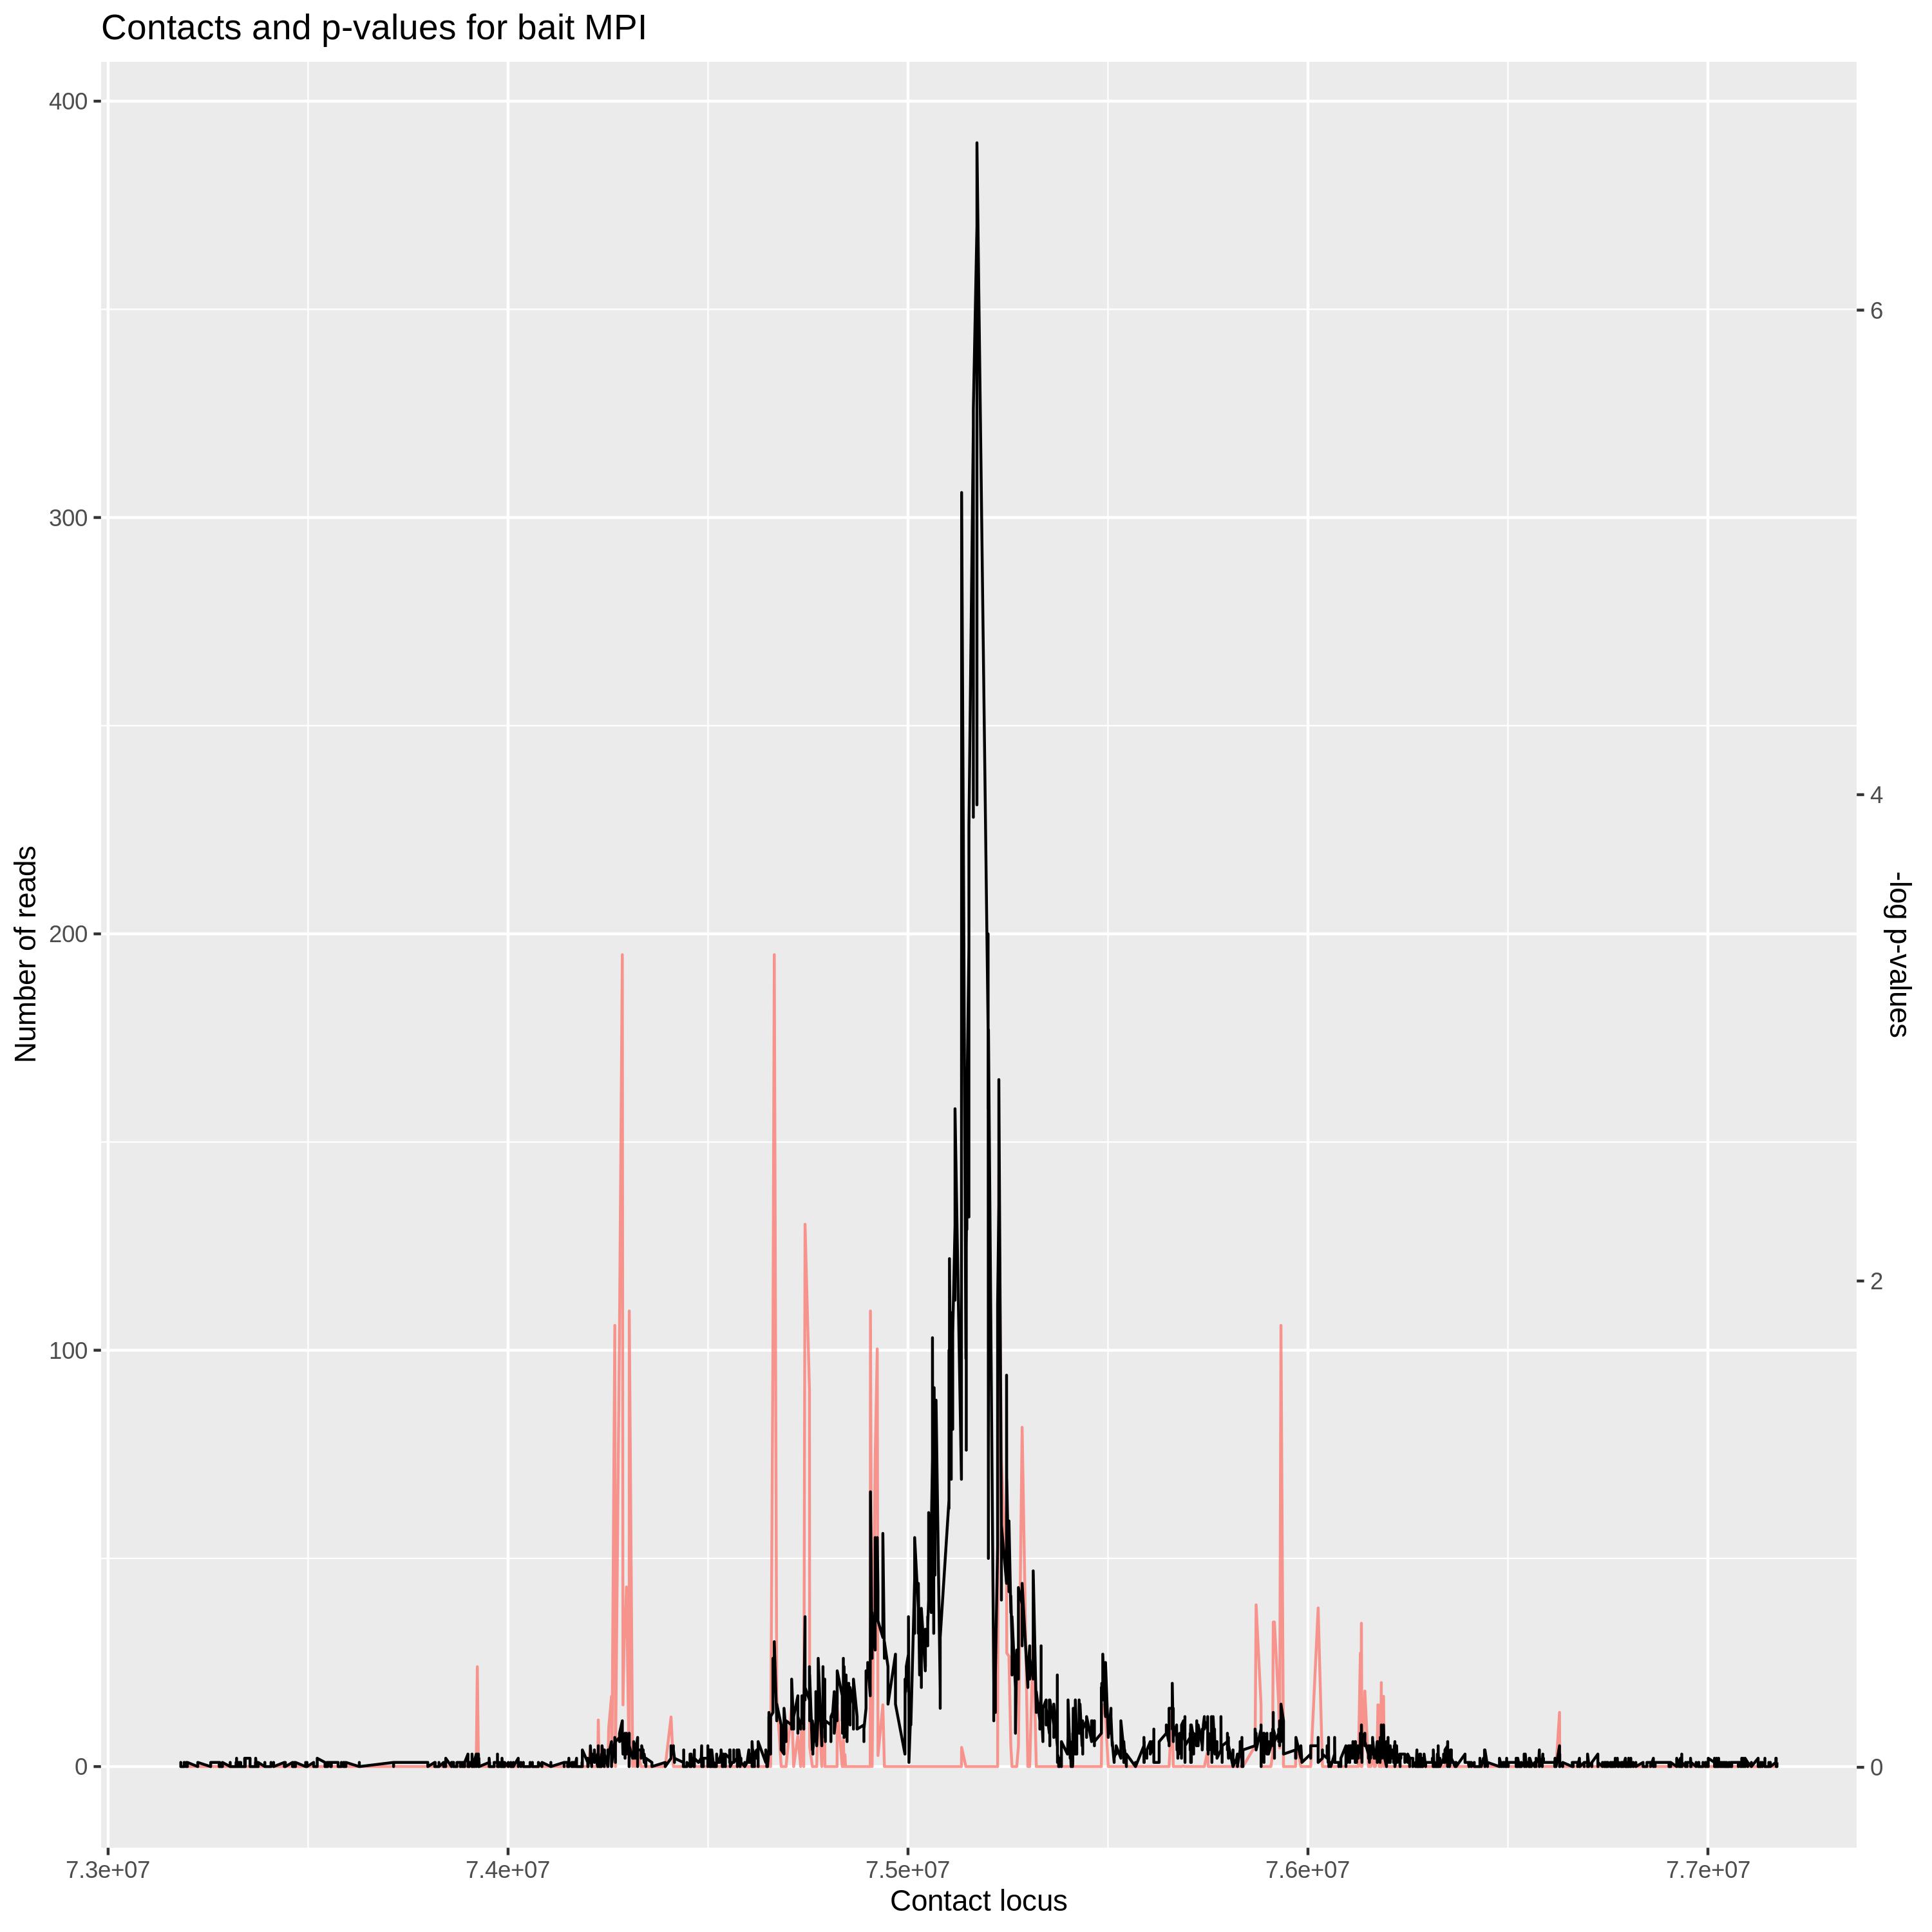 Contacts and p-values for bait MPI
400
300
200
100
0
Number of reads
6
4
2
0
-log p-values
7.3e+07
7.4e+07
7.5e+07
7.6e+07
7.7e+07
Contact locus